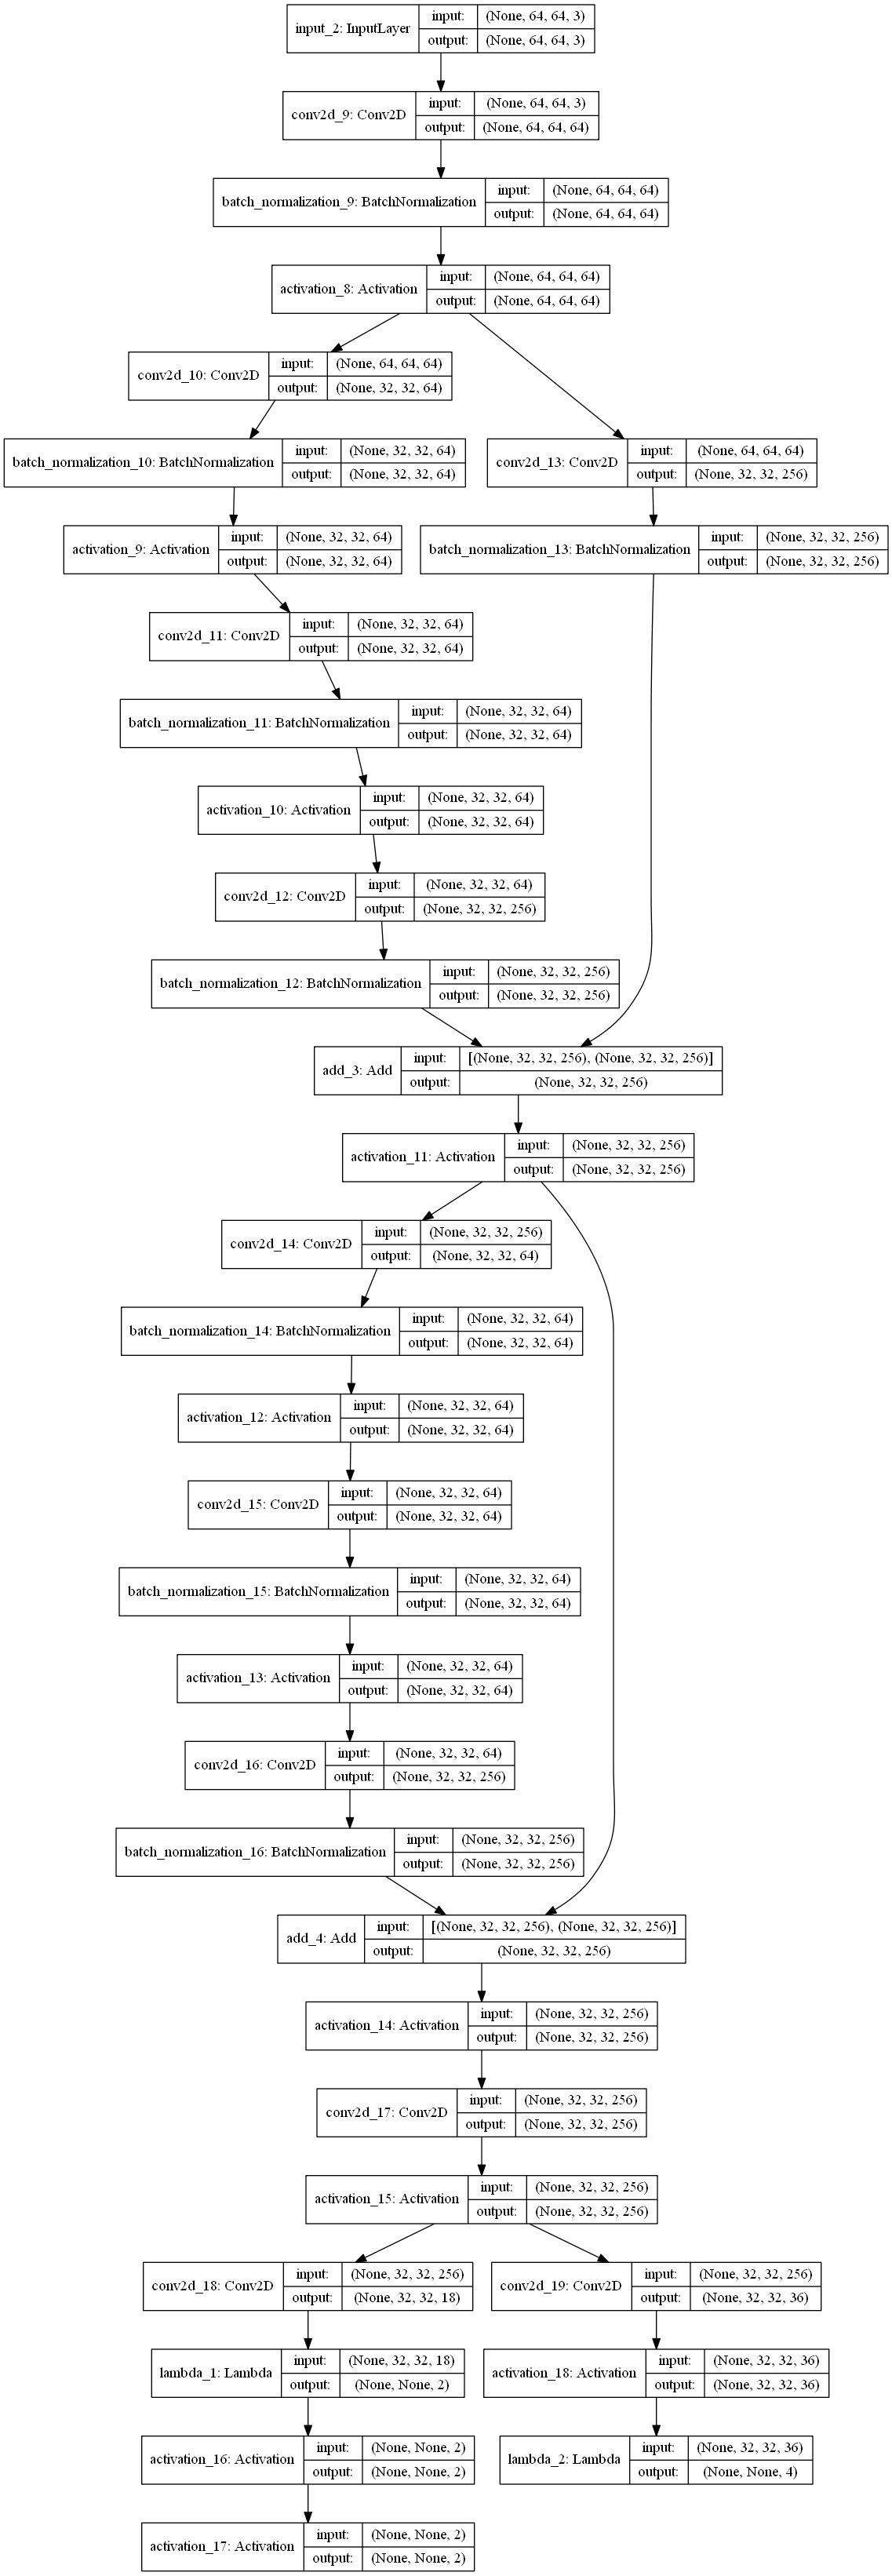 input_2: InputLayer input: (None, 64, 64, 3)
output: (None, 64, 64, 3)
conv2d_9: Conv2D input: (None, 64, 64, 3)
output: (None, 64, 64, 64)
batch_normalization_9: BatchNormalization input: (None, 64, 64, 64)
output: (None, 64, 64, 64)
activation_8: Activation input: (None, 64, 64, 64)
output: (None, 64, 64, 64)
conv2d_10: Conv2D input: (None, 64, 64, 64)
output: (None, 32, 32, 64)
batch_normalization_10: BatchNormalization input: (None, 32, 32, 64)
output: (None, 32, 32, 64)
conv2d_13: Conv2D input: (None, 64, 64, 64)
output: (None, 32, 32, 256)
activation_9: Activation input: (None, 32, 32, 64)
output: (None, 32, 32, 64)
batch_normalization_13: BatchNormalization input: (None, 32, 32, 256)
output: (None, 32, 32, 256)
conv2d_11: Conv2D input: (None, 32, 32, 64)
output: (None, 32, 32, 64)
batch_normalization_11: BatchNormalization input: (None, 32, 32, 64)
output: (None, 32, 32, 64)
activation_10: Activation input: (None, 32, 32, 64)
output: (None, 32, 32, 64)
conv2d_12: Conv2D input: (None, 32, 32, 64)
output: (None, 32, 32, 256)
batch_normalization_12: BatchNormalization input: (None, 32, 32, 256)
output: (None, 32, 32, 256)
add_3: Add input: [(None, 32, 32, 256), (None, 32, 32, 256)]
output: (None, 32, 32, 256)
activation_11: Activation input: (None, 32, 32, 256)
output: (None, 32, 32, 256)
conv2d_14: Conv2D input: (None, 32, 32, 256)
output: (None, 32, 32, 64)
batch_normalization_14: BatchNormalization input: (None, 32, 32, 64)
output: (None, 32, 32, 64)
activation_12: Activation input: (None, 32, 32, 64)
output: (None, 32, 32, 64)
conv2d_15: Conv2D input: (None, 32, 32, 64)
output: (None, 32, 32, 64)
batch_normalization_15: BatchNormalization input: (None, 32, 32, 64)
output: (None, 32, 32, 64)
activation_13: Activation input: (None, 32, 32, 64)
output: (None, 32, 32, 64)
conv2d_16: Conv2D input: (None, 32, 32, 64)
output: (None, 32, 32, 256)
batch_normalization_16: BatchNormalization input: (None, 32, 32, 256)
output: (None, 32, 32, 256)
add_4: Add input: [(None, 32, 32, 256), (None, 32, 32, 256)]
output: (None, 32, 32, 256)
activation_14: Activation input: (None, 32, 32, 256)
output: (None, 32, 32, 256)
conv2d_17: Conv2D input: (None, 32, 32, 256)
output: (None, 32, 32, 256)
activation_15: Activation input: (None, 32, 32, 256)
output: (None, 32, 32, 256)
conv2d_18: Conv2D input: (None, 32, 32, 256)
output: (None, 32, 32, 18)
conv2d_19: Conv2D input: (None, 32, 32, 256)
output: (None, 32, 32, 36)
lambda_1: Lambda input: (None, 32, 32, 18)
output: (None, None, 2)
activation_18: Activation input: (None, 32, 32, 36)
output: (None, 32, 32, 36)
activation_16: Activation input: (None, None, 2)
output: (None, None, 2)
lambda_2: Lambda input: (None, 32, 32, 36)
output: (None, None, 4)
activation_17: Activation input: (None, None, 2)
output: (None, None, 2)